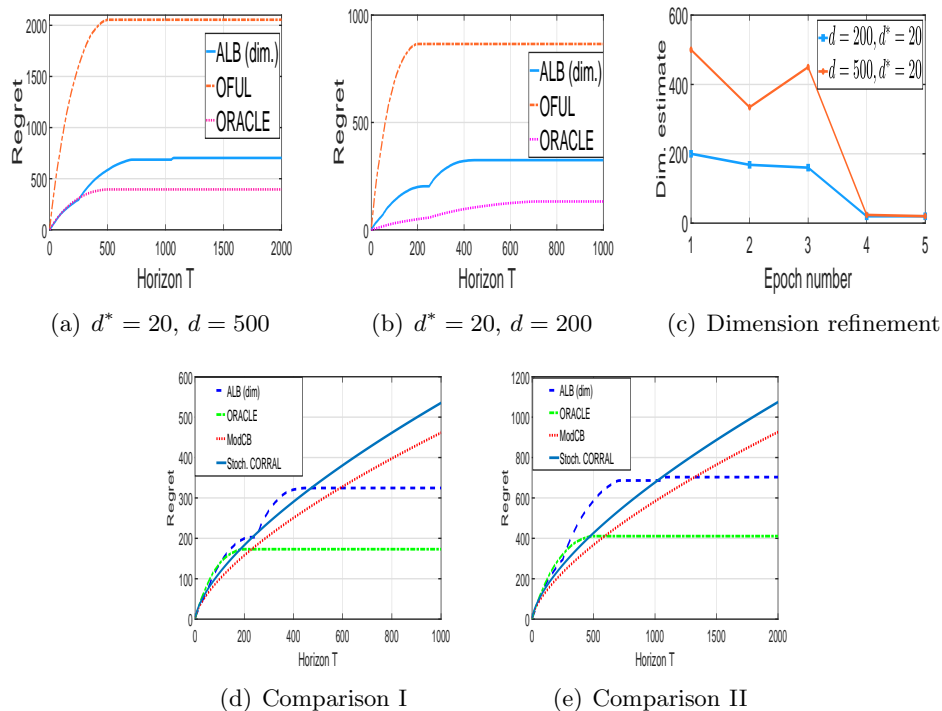 2000
1500
1000
500
0
Regret
ALB (dim.)
OFUL
ORACLE
0 500 1000 1500 2000
Horizon T
(a) d* = 20, d = 500
1000
500
0
Regret
ALB (dim.)
OFUL
ORACLE
0 200 400 600 800 1000
Horizon T
(b) d* = 20, d = 200
600
400
200
0
Dim. estimate
d = 200, d* = 20
d = 500, d* = 20
1 2 3 4 5
Epoch number
(c) Dimension refinement
600
500
400
300
200
100
0
Regret
ALB (dim)
ORACLE
ModCB
Stoch. CORRAL
0 200 400 600 800 1000
Horizon T
(d) Comparison I
1200
1000
800
600
400
200
0
Regret
ALB (dim)
ORACLE
ModCB
Stoch. CORRAL
0 500 1000 1500 2000
Horizon T
(e) Comparison II